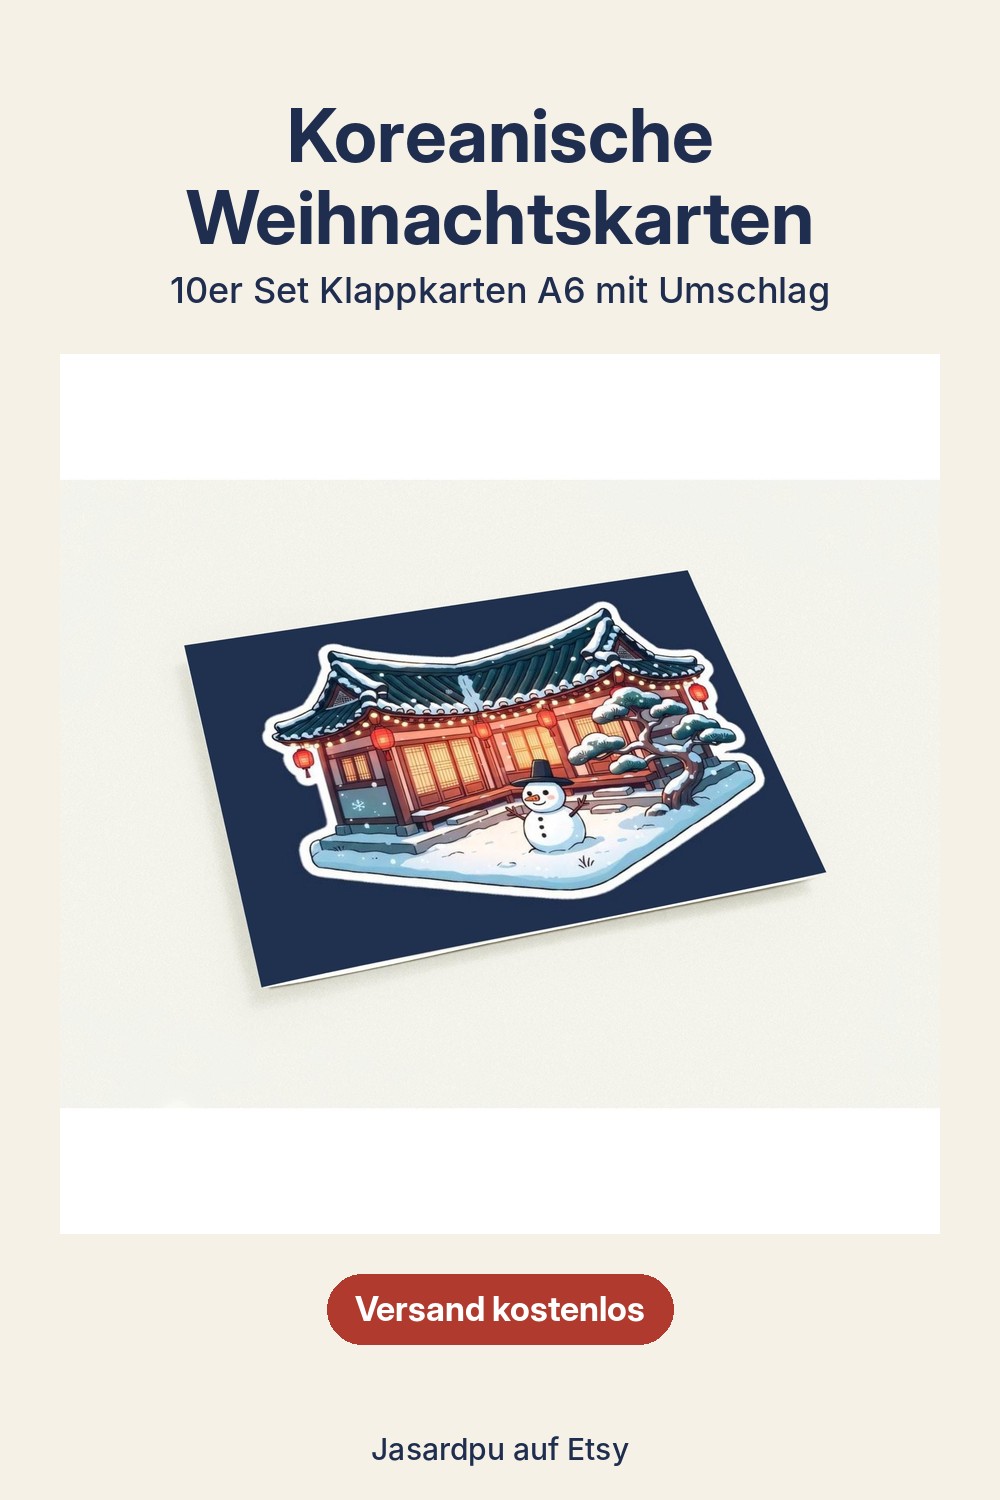 Koreanische
Weihnachtskarten
10er Set Klappkarten A6 mit Umschlag
Versand kostenlos
Jasardpu auf Etsy